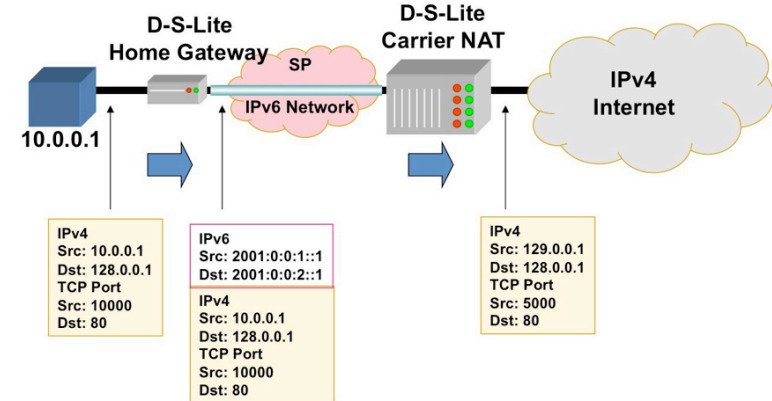 D-S-Lite
Home Gateway
D-S-Lite
Carrier NAT
SP
IPv6 Network
IPv4
Internet
10.0.0.1
IPv4
Src: 10.0.0.1
Dst: 128.0.0.1
TCP Port
Src: 10000
Dst: 80
IPv6
Src: 2001:0:0:1::1
Dst: 2001:0:0:2::1
IPv4
Src: 10.0.0.1
Dst: 128.0.0.1
TCP Port
Src: 10000
Dst: 80
IPv4
Src: 129.0.0.1
Dst: 128.0.0.1
TCP Port
Src: 5000
Dst: 80